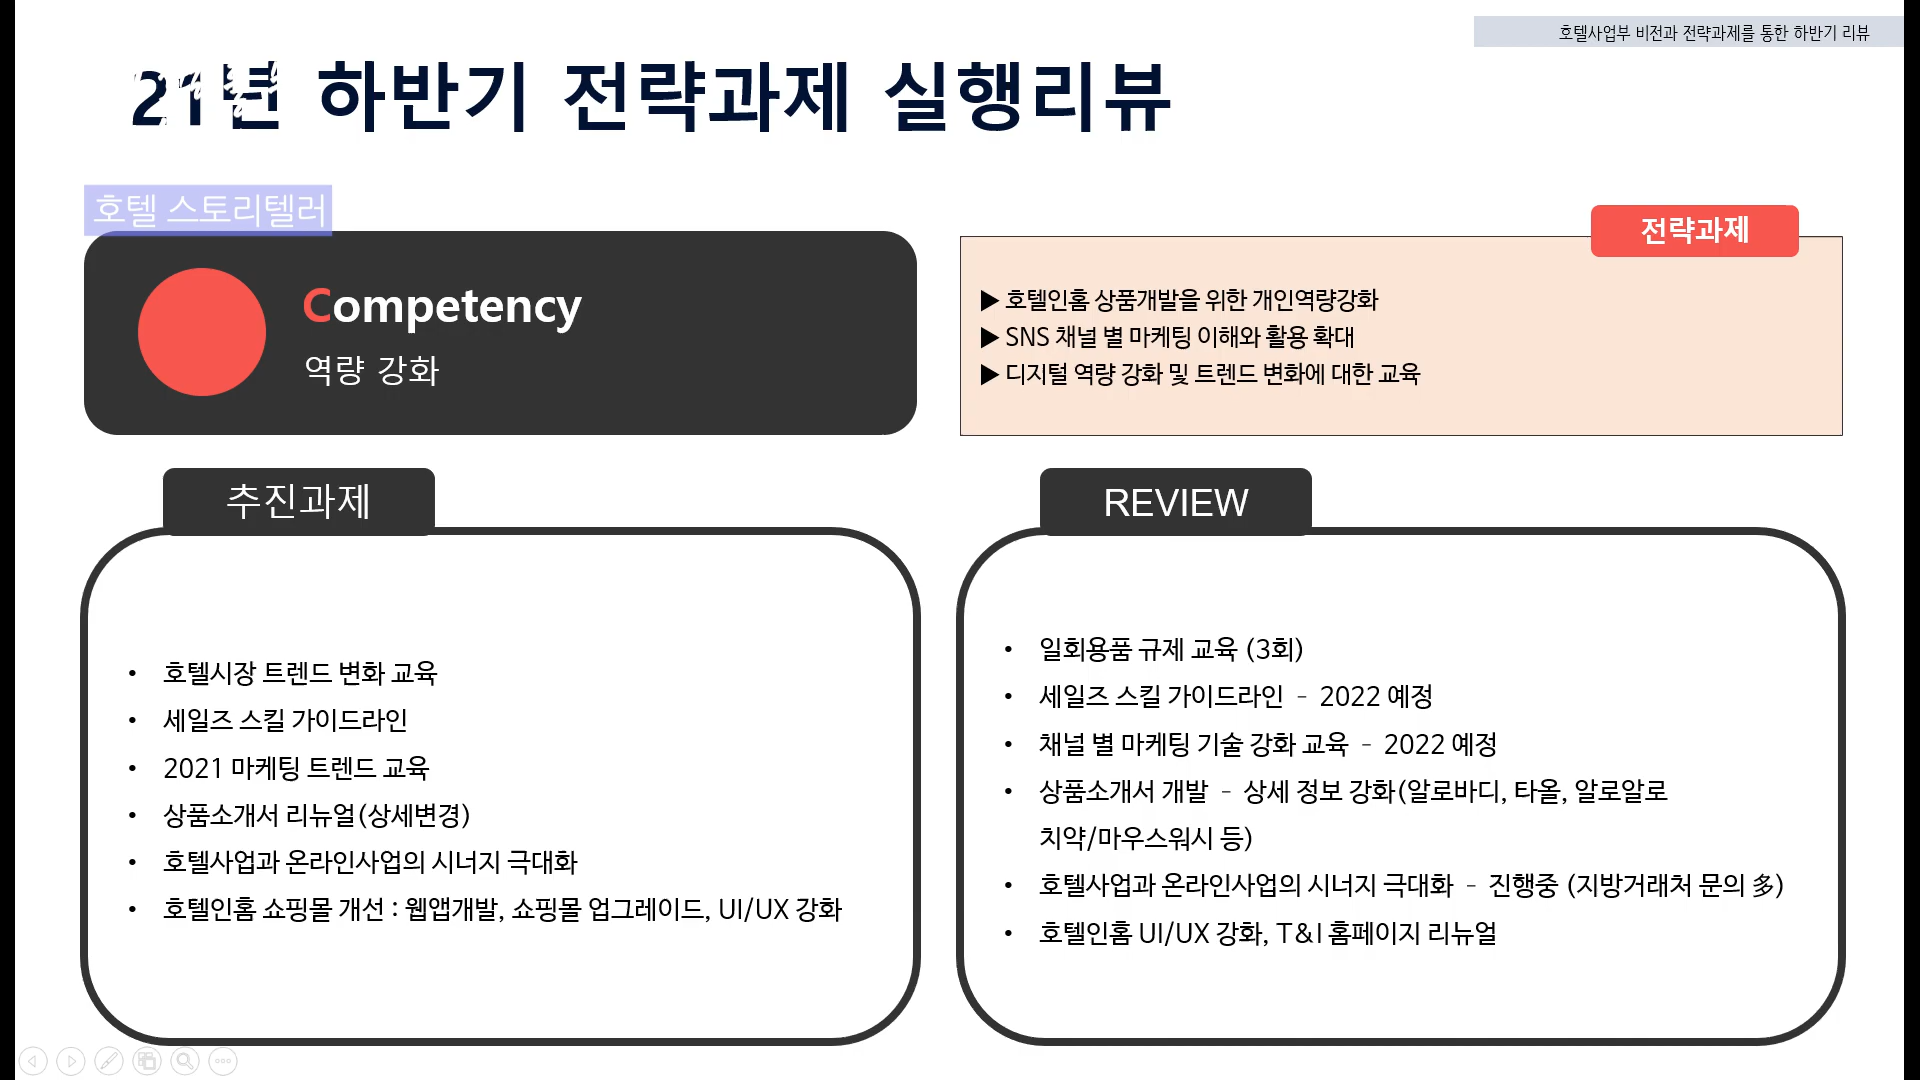 호텔사업부 비전과 전략과제를 통한 하반기 리뷰
21년 하반기 전략과제 실행리뷰
호텔 스토리텔러
Competency
역량 강화
전략과제
▶ 호텔인홈 상품개발을 위한 개인역량강화
▶ SNS 채널 별 마케팅 이해와 활용 확대
▶ 디지털 역량 강화 및 트렌드 변화에 대한 교육
추진과제
• 호텔시장 트렌드 변화 교육
• 세일즈 스킬 가이드라인
• 2021 마케팅 트렌드 교육
• 상품소개서 리뉴얼(상세변경)
• 호텔사업과 온라인사업의 시너지 극대화
• 호텔인홈 쇼핑몰 개선 : 웹앱개발, 쇼핑몰 업그레이드, UI/UX 강화
REVIEW
• 일회용품 규제 교육 (3회)
• 세일즈 스킬 가이드라인 – 2022 예정
• 채널 별 마케팅 기술 강화 교육 – 2022 예정
• 상품소개서 개발 – 상세 정보 강화(알로바디, 타올, 알로알로
치약/마우스워시 등)
• 호텔사업과 온라인사업의 시너지 극대화 – 진행중 (지방거래처 문의 多)
• 호텔인홈 UI/UX 강화, T&I 홈페이지 리뉴얼